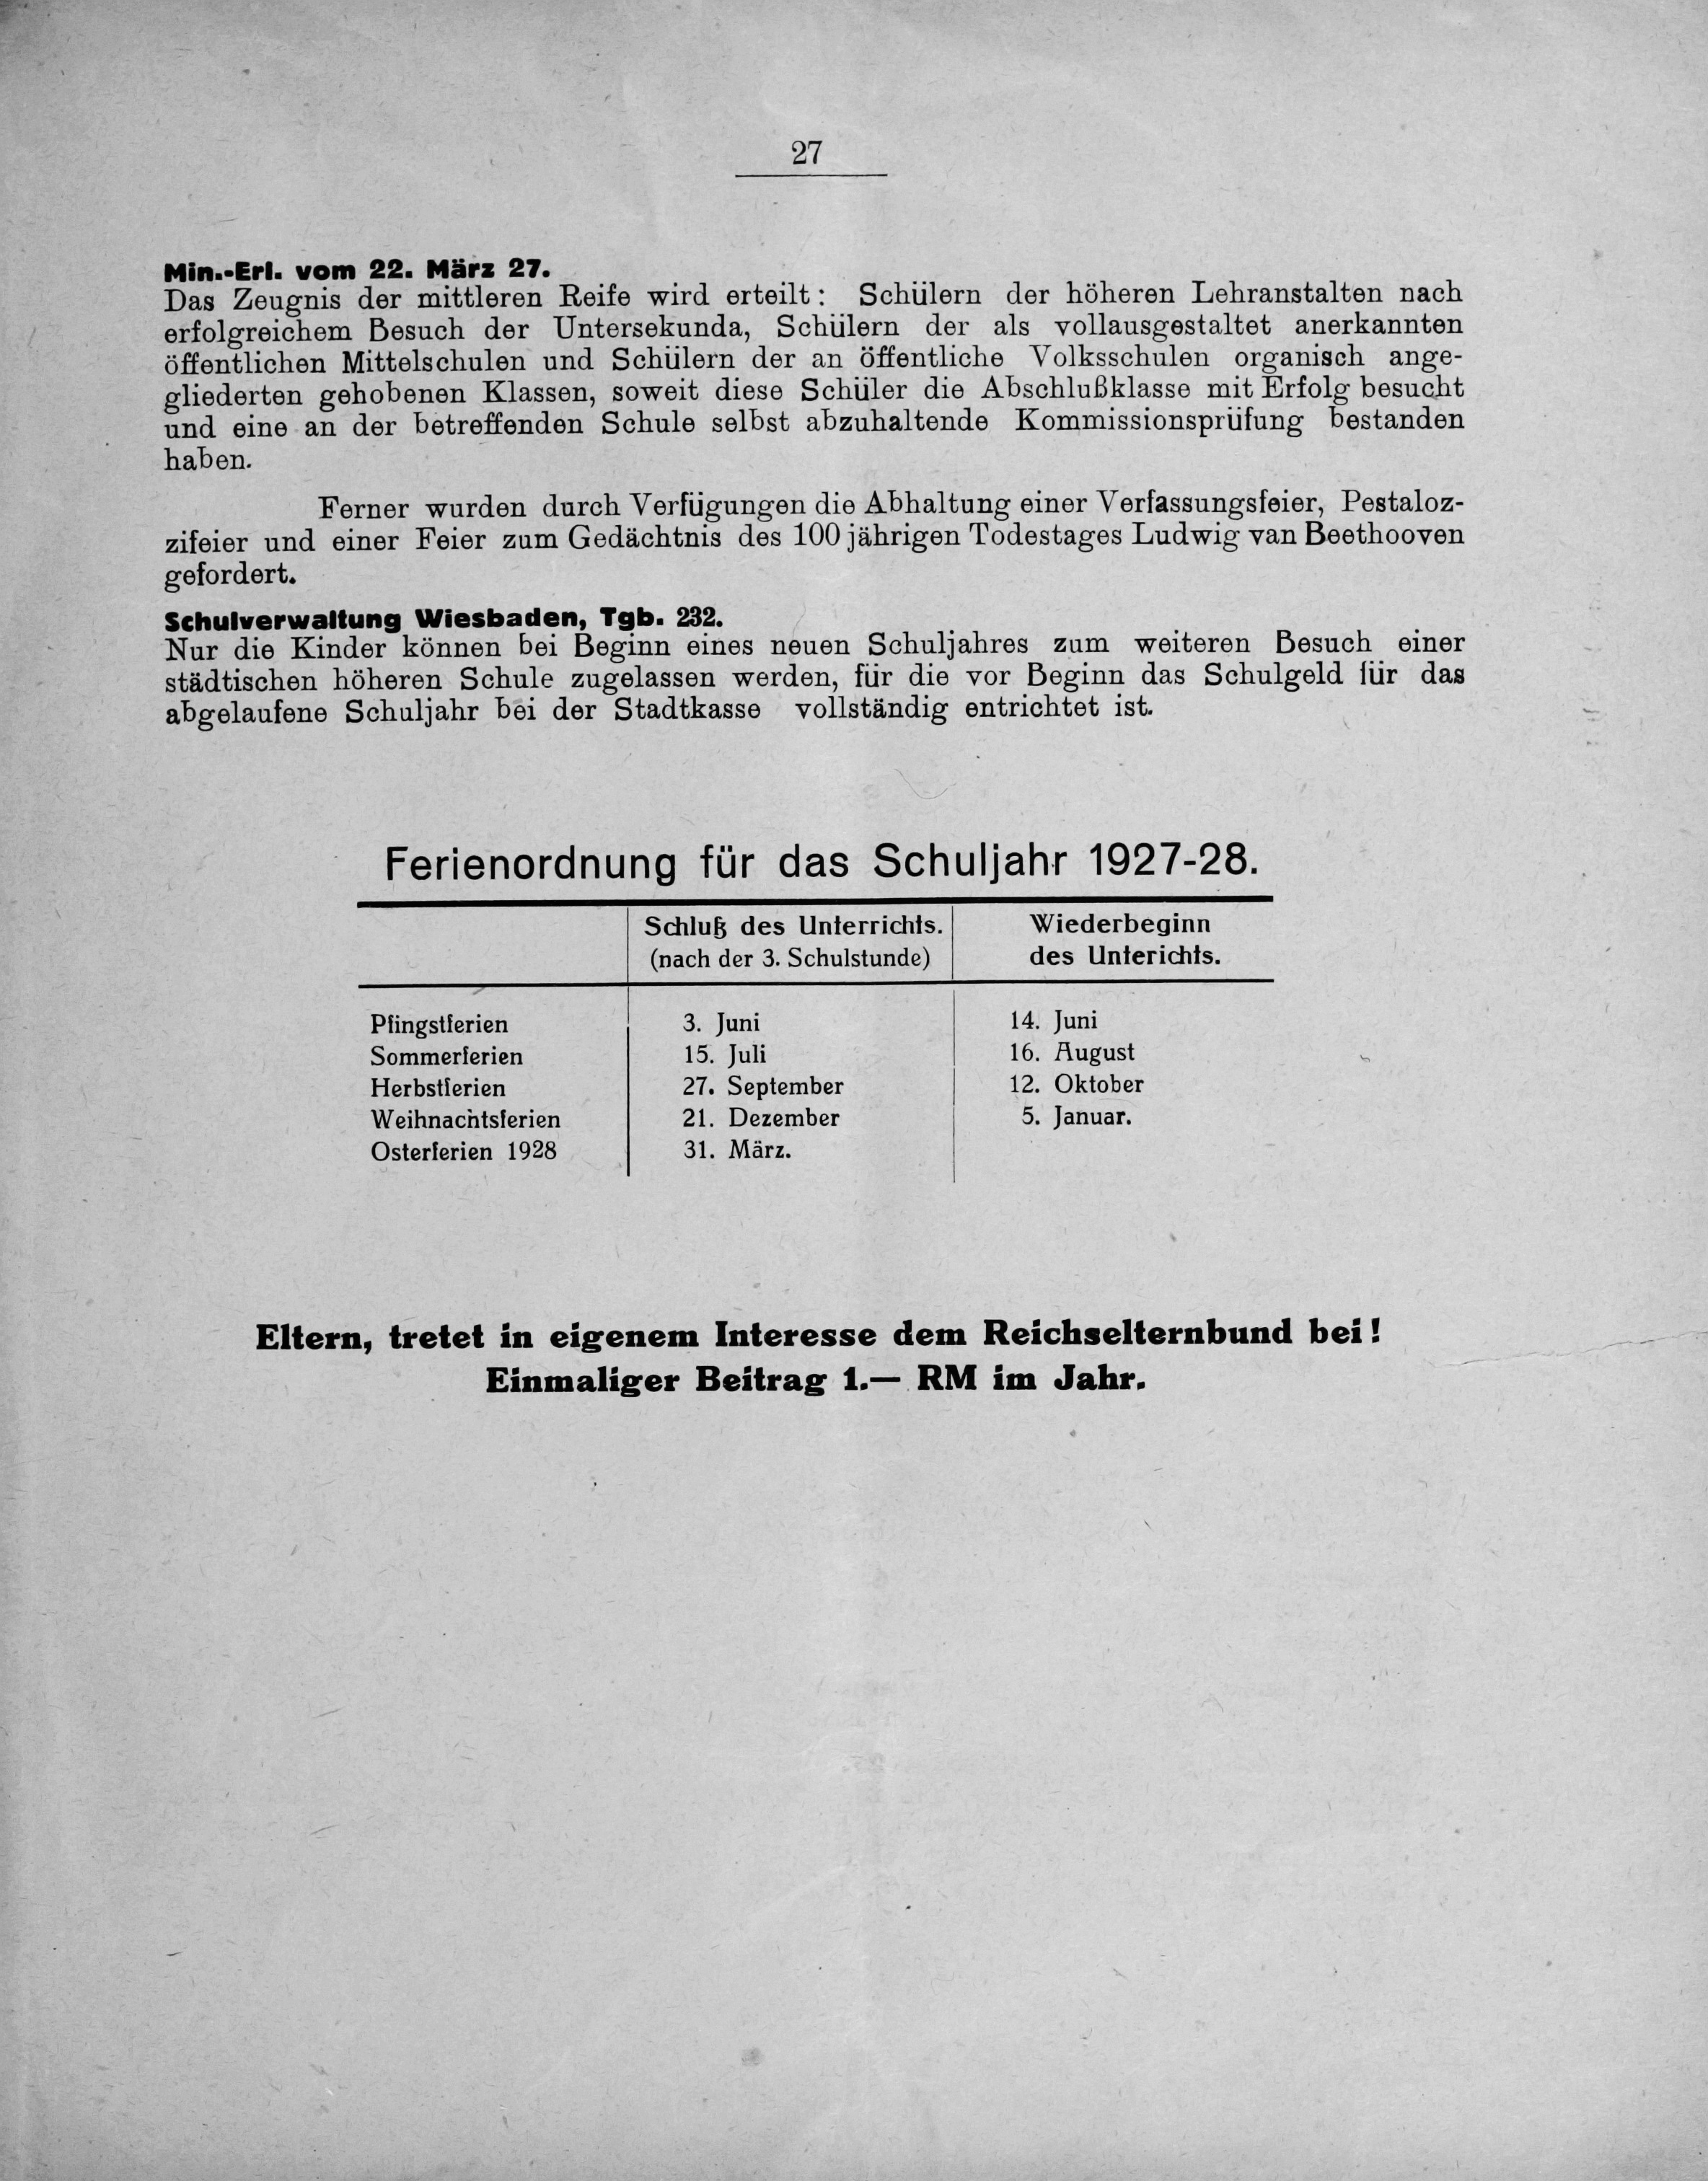 27
Min.-Erl. vom 22. März 27.
Das Zeugnis der mittleren Reife wird erteilt: Schülern der höheren Lehranstalten nach
erfolgreichem Besuch der Untersekunda, Schülern der als vollausgestaltet anerkannten
öffentlichen Mittelschulen und Schülern der an öffentliche Volksschulen organisch ange-
gliederten gehobenen Klassen, soweit diese Schüler die Abschlußklasse mit Erfolg besucht
und eine an der betreffenden Schule selbst abzuhaltende Kommissionsprüfung bestanden
haben.
Ferner wurden durch Verfügungen die Abhaltung einer Verfassungsfeier, Pestaloz-
zifeier und einer Feier zum Gedächtnis des 100 jährigen Todestages Ludwig van Beethooven
gefordert.
Schulverwaltung Wiesbaden, Tgb. 232.
Nur die Kinder können bei Beginn eines neuen Schuljahres zum weiteren Besuch einer
städtischen höheren Schule zugelassen werden, für die vor Beginn das Schulgeld für das
abgelaufene Schuljahr bei der Stadtkasse vollständig entrichtet ist.
Ferienordnung für das Schuljahr 1927-28.
Schluß des Unterrichts. Wiederbeginn
(nach der 3. Schulstunde) des Unterichts.
Pfingstferien 3. Juni 14. Juni
Sommerferien 15. Juli 16. August
Herbstferien 27. September 12. Oktober
Weihnachtsferien 21. Dezember 5. Januar.
Osterferien 1928 31. März.
Eltern, tretet in eigenem Interesse dem Reichselternbund bei!
Einmaliger Beitrag 1.— RM im Jahr.